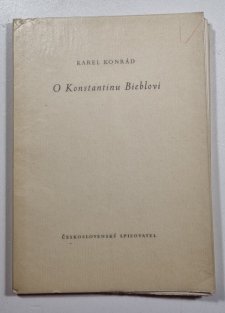 KAREL KONRÁD
O Konstantinu Bieblovi
ČESKOSLOVENSKÝ SPISOVATEL